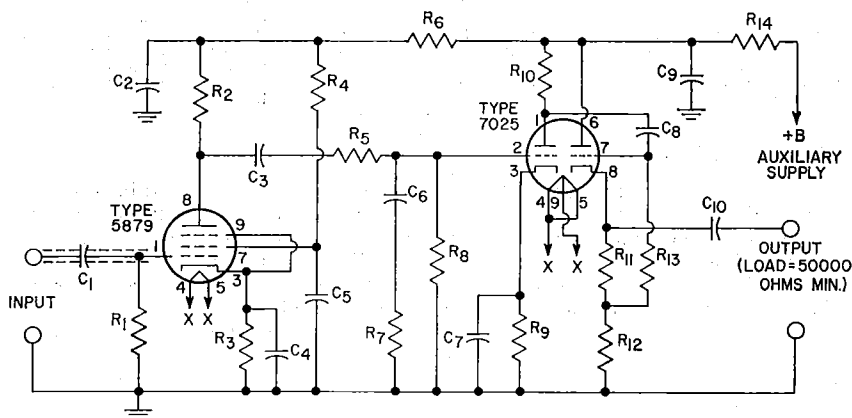 R6
R14
C2
R2
R4
R10
C9
TYPE
7025
1
6
C8
+B
AUXILIARY
SUPPLY
C3
R5
2
7
3
8
C6
4
9
5
C10
TYPE
5879
8
9
7
1
4
5
3
C1
X
X
X
X
INPUT
R1
R3
C4
C5
R7
R8
C7
R9
R11
R13
R12
OUTPUT
(LOAD=50000
OHMS MIN.)